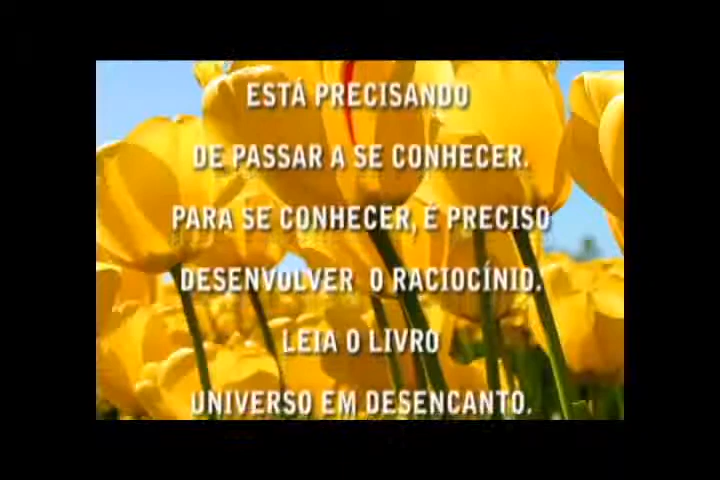 ESTÁ PRECISANDO
DE PASSAR A SE CONHECER.
PARA SE CONHECER, É PRECISO
DESENVOLVER O RACIOCÍNIO.
LEIA O LIVRO
UNIVERSO EM DESENCANTO.